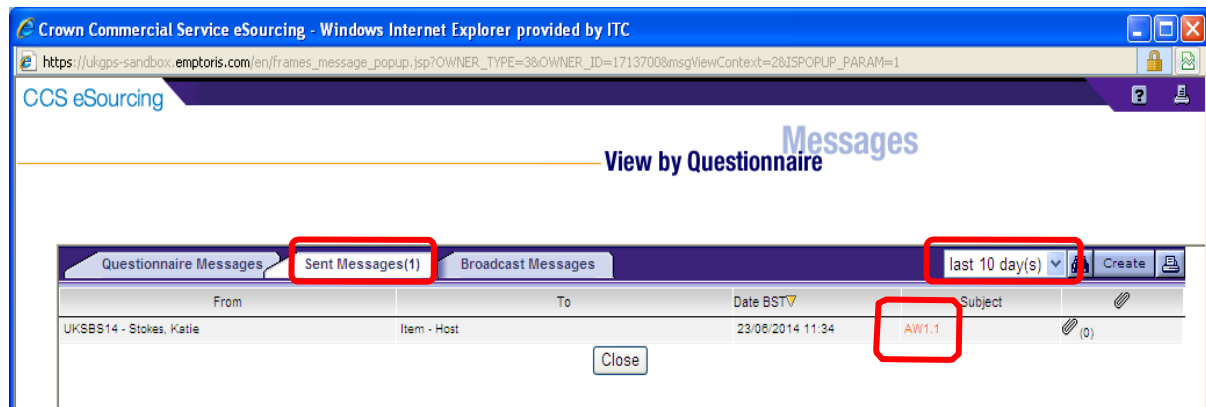 Crown Commercial Service eSourcing - Windows Internet Explorer provided by ITC
https://ukgps-sandbox.emptoris.com/en/frames_message_popup.jsp?OWNER_TYPE=3&OWNER_ID=1713700&msgViewContext=2&ISPOPUP_PARAM=1
CCS eSourcing
Messages
View by Questionnaire
Questionnaire Messages Sent Messages(1) Broadcast Messages last 10 day(s) Create
From To Date BST Subject
UKSBS14 - Stokes, Katie Item - Host 23/06/2014 11:34 AW1.1 (0)
Close